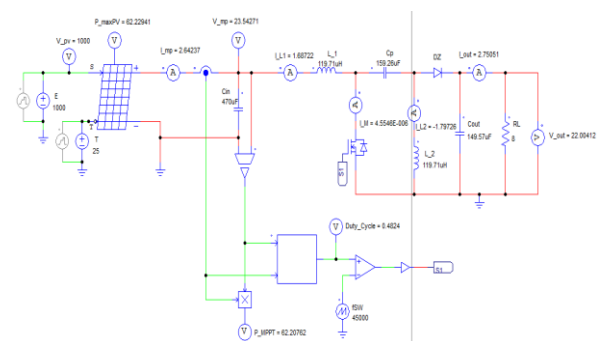 P_maxPV = 62.22941
V_mp = 23.54271
V_pv = 1000
I_mp = 2.64237
I_L1 = 1.68722
L_1
119.71uH
Cp
159.26uF
DZ
I_out = 2.75051
S
E
1000
T
T
25
Cin
470uF
I_M = 4.5546E-006
I_L2 = -1.79726
L_2
119.71uH
Cout
149.57uF
RL
8
V_out = 22.00412
S1
Duty_Cycle = 0.4824
S1
fSW
45000
P_MPPT = 62.20762
V
V
V
A
A
A
A
A
V
V
X
V